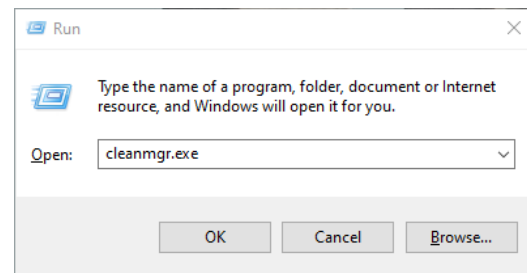 Run
Type the name of a program, folder, document or Internet
resource, and Windows will open it for you.
Open:
cleanmgr.exe
OK
Cancel
Browse...